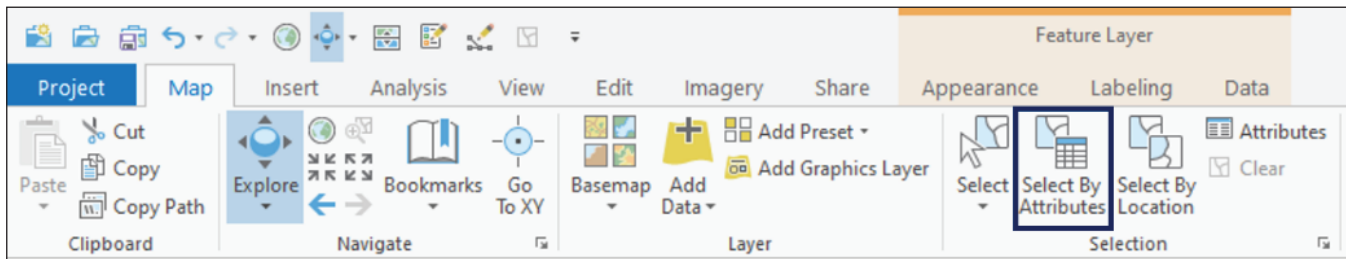 Feature Layer
Project Map Insert Analysis View Edit Imagery Share Appearance Labeling Data
Paste
Cut
Copy
Copy Path
Clipboard
Explore
Bookmarks
Go
To XY
Navigate
Basemap
Add
Data
Add Preset
Add Graphics Layer
Layer
Select
Select By
Attributes
Select By
Location
Attributes
Clear
Selection